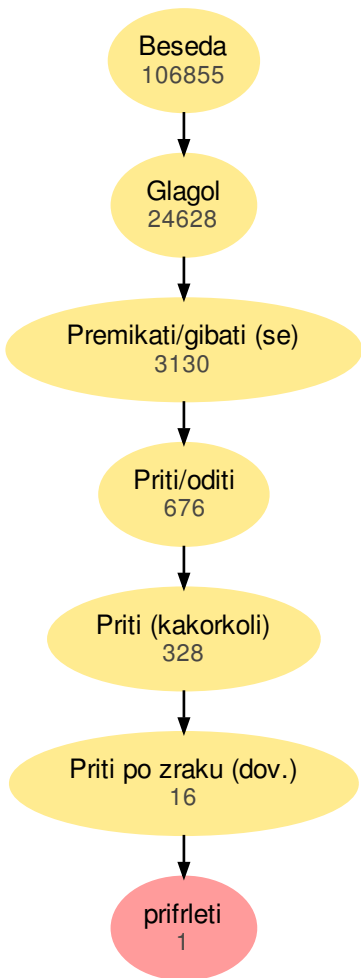 Beseda
106855
Glagol
24628
Premikati/gibati (se)
3130
Priti/oditi
676
Priti (kakorkoli)
328
Priti po zraku (dov.)
16
prifrleti
1